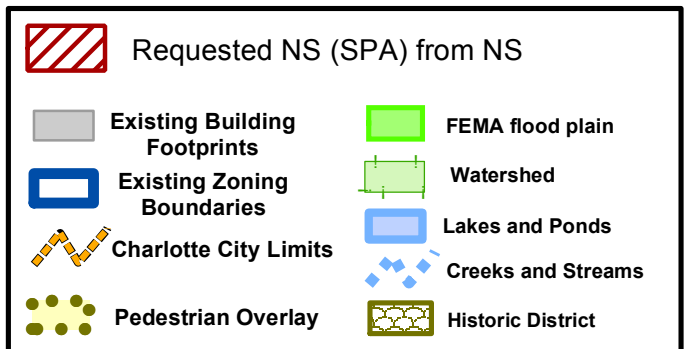 Requested NS (SPA) from NS
Existing Building
Footprints
Existing Zoning
Boundaries
Charlotte City Limits
Pedestrian Overlay
FEMA flood plain
Watershed
Lakes and Ponds
Creeks and Streams
Historic District